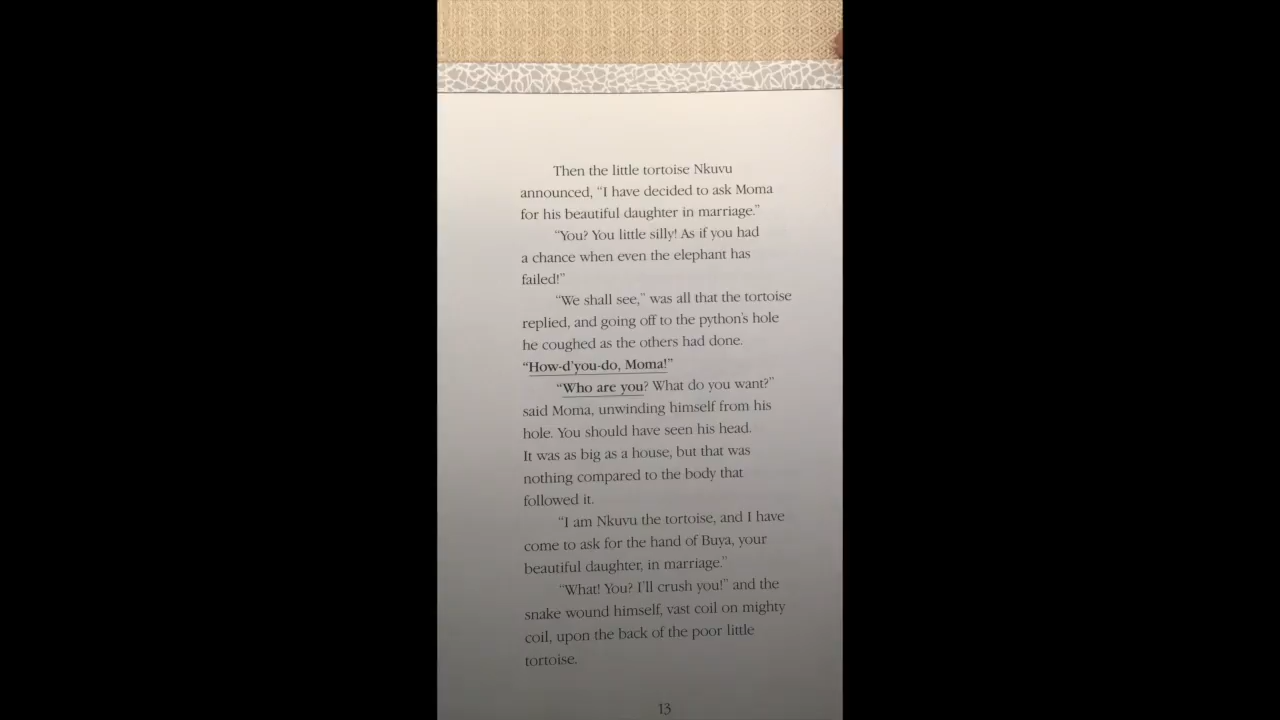 Then the little tortoise Nkuvu
announced, “I have decided to ask Moma
for his beautiful daughter in marriage.”
“You? You little silly! As if you had
a chance when even the elephant has
failed!”
“We shall see,” was all that the tortoise
replied, and going off to the python’s hole
he coughed as the others had done.
“How-d’you-do, Moma!”
“Who are you? What do you want?”
said Moma, unwinding himself from his
hole. You should have seen his head.
It was as big as a house, but that was
nothing compared to the body that
followed it.
“I am Nkuvu the tortoise, and I have
come to ask for the hand of Buya, your
beautiful daughter, in marriage.”
“What! You? I’ll crush you!” and the
snake wound himself, vast coil on mighty
coil, upon the back of the poor little
tortoise.
13